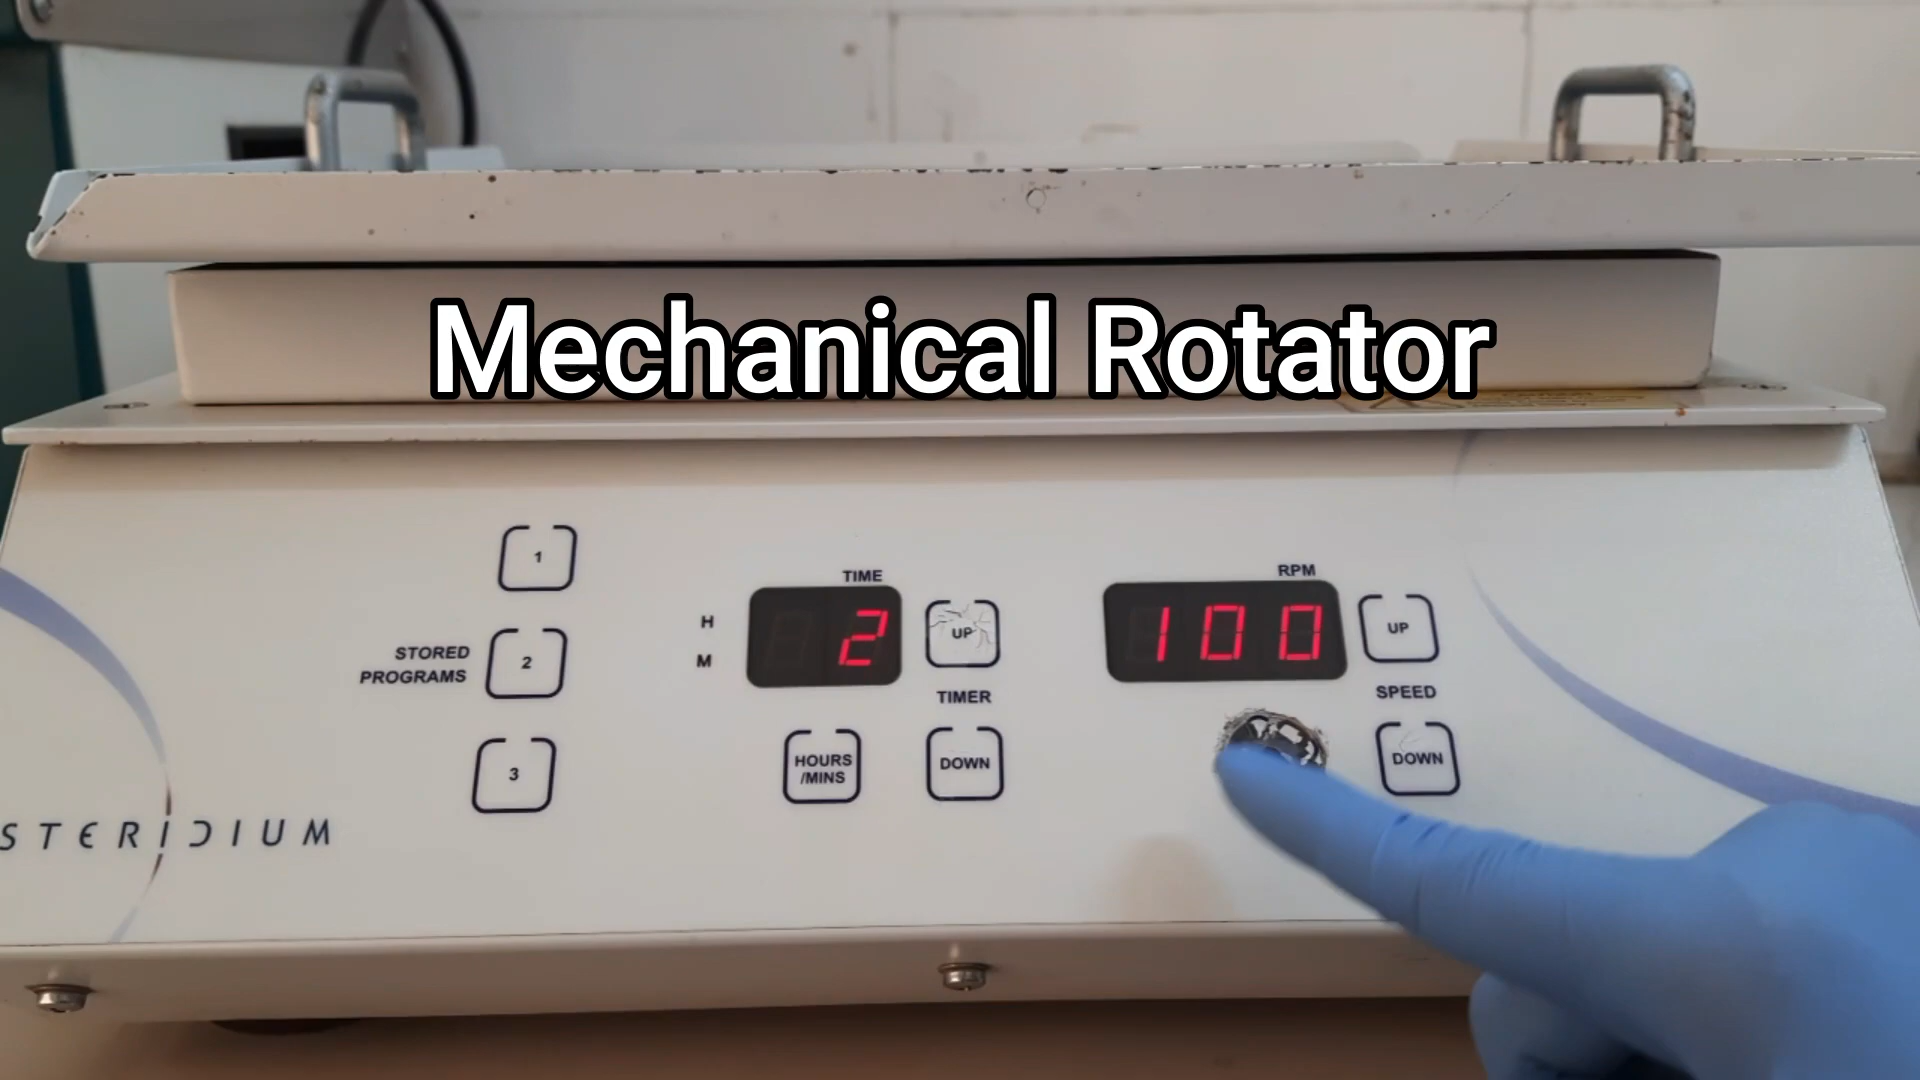 Mechanical Rotator
1
TIME
RPM
H
2
100
UP
UP
M
STORED
PROGRAMS
2
TIMER
SPEED
3
HOURS
/MINS
DOWN
DOWN
STERIDIUM